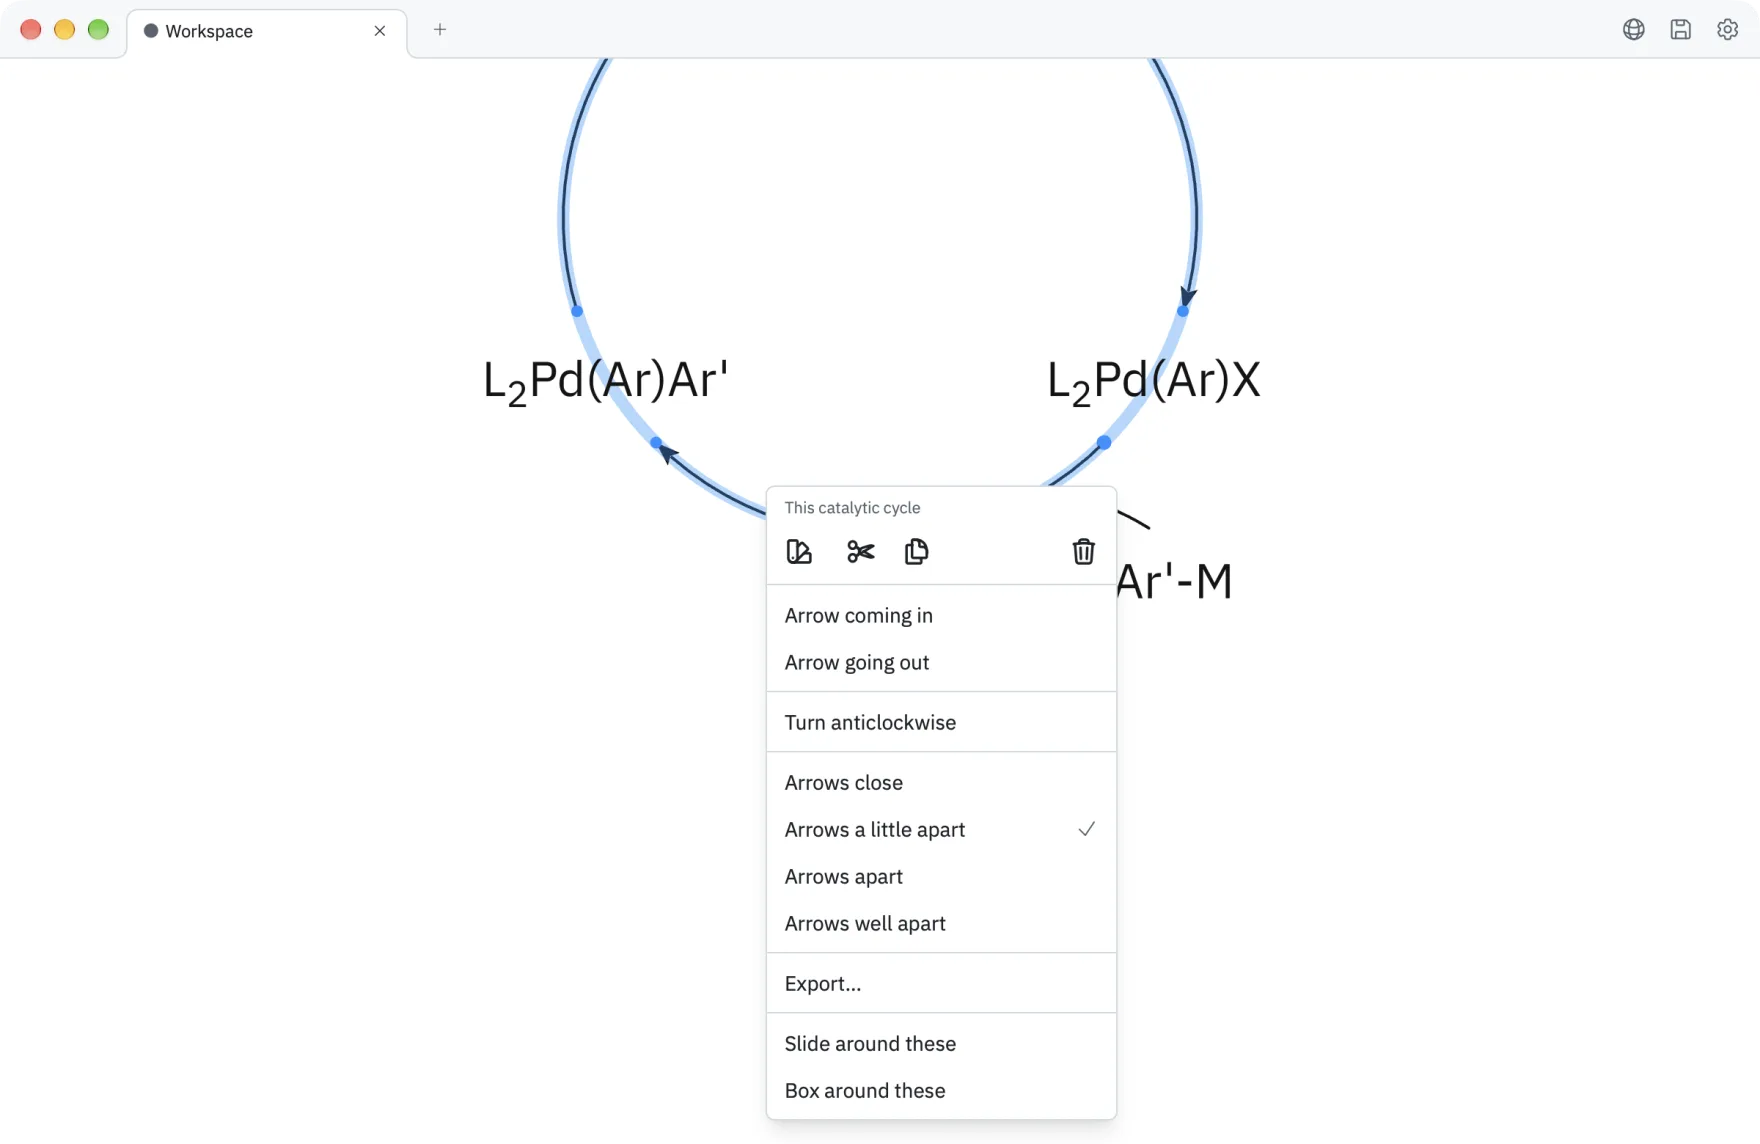 Workspace
L₂Pd(Ar)Ar'
L₂Pd(Ar)X
This catalytic cycle
Ar'-M
Arrow coming in
Arrow going out
Turn anticlockwise
Arrows close
Arrows a little apart
Arrows apart
Arrows well apart
Export...
Slide around these
Box around these